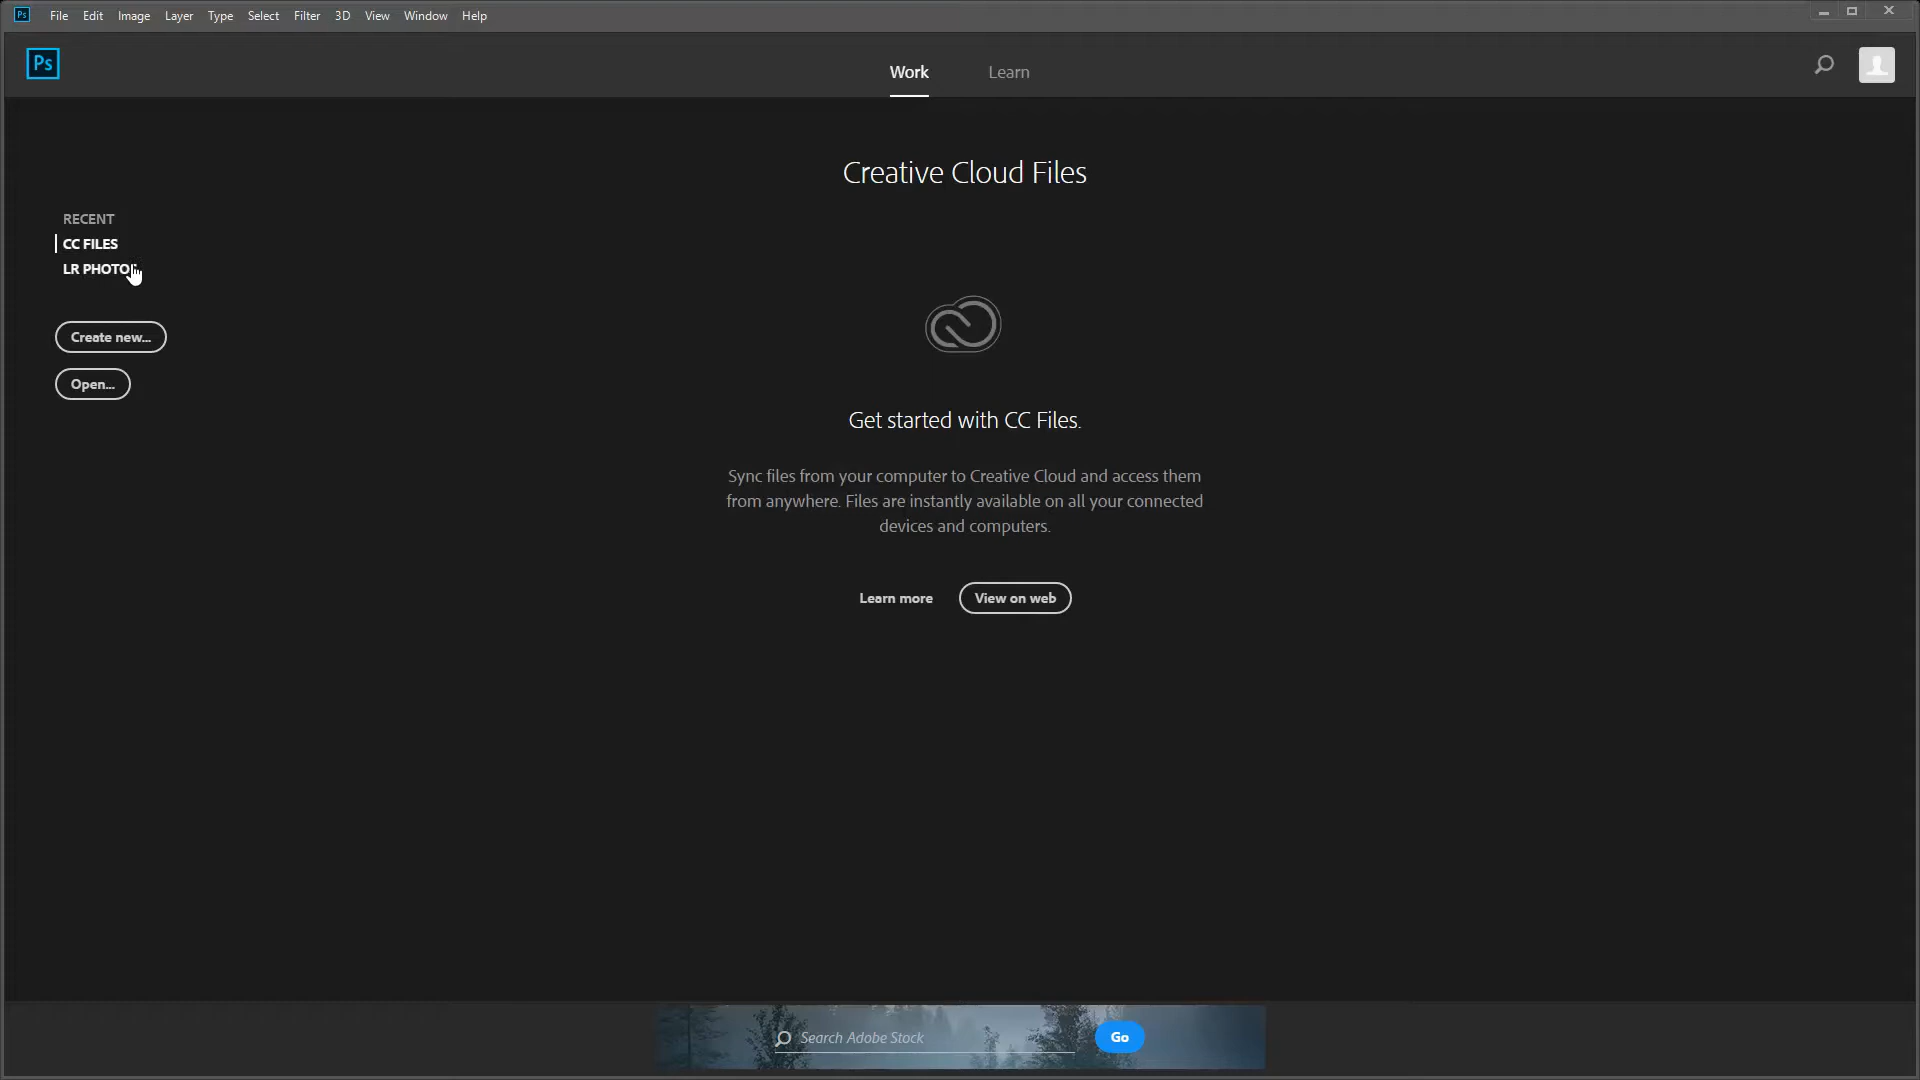 Ps File Edit Image Layer Type Select Filter 3D View Window Help
Ps
Work Learn
Creative Cloud Files
RECENT
CC FILES
LR PHOTOS
Create new...
Open...
Get started with CC Files.
Sync files from your computer to Creative Cloud and access them
from anywhere. Files are instantly available on all your connected
devices and computers.
Learn more View on web
Search Adobe Stock Go